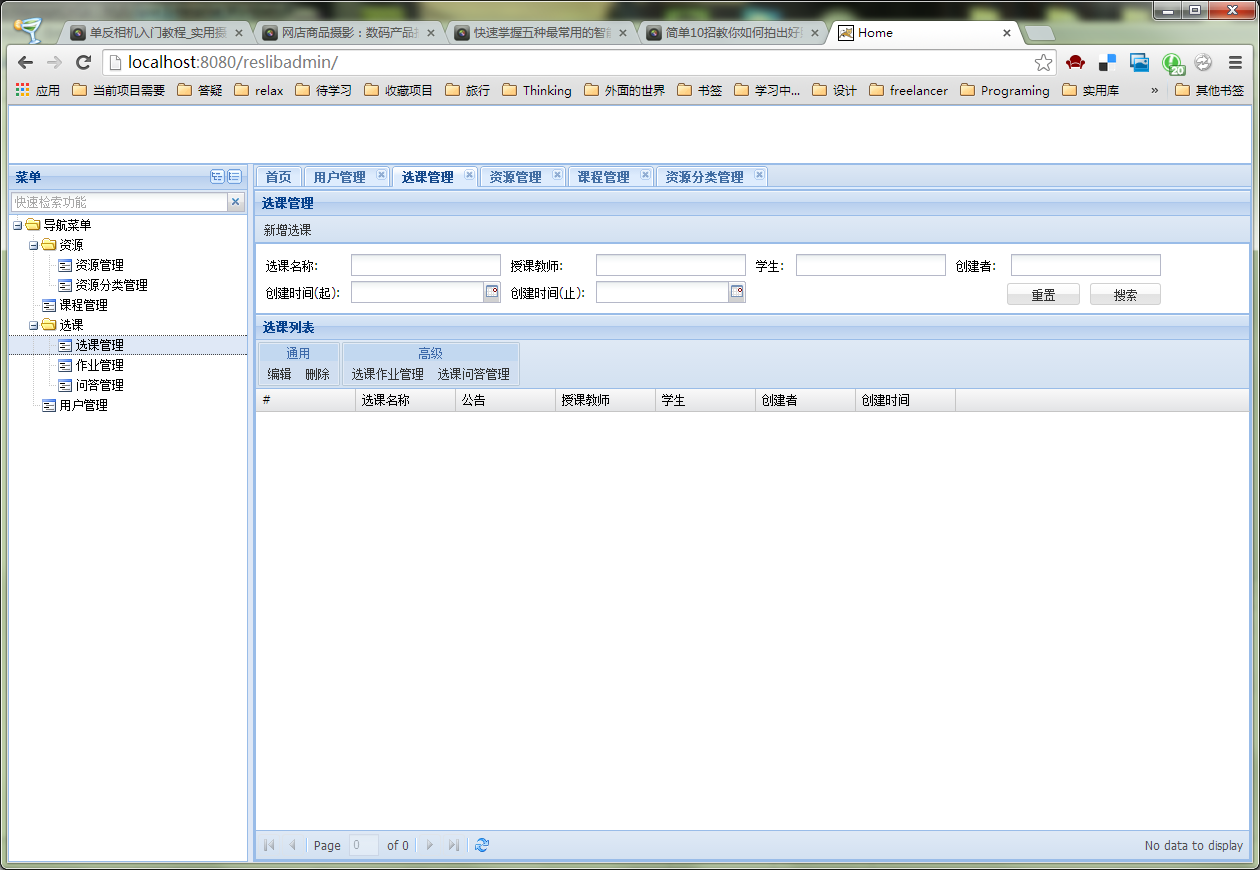 单反相机入门教程_实用摄 网店商品摄影：数码产品 快速掌握五种最常用的智能 简单10招教你如何拍出好 Home
localhost:8080/reslibadmin/
20
应用 当前项目需要 答疑 relax 待学习 收藏项目 旅行 Thinking 外面的世界 书签 学习中... 设计 freelancer Programing 实用库 » 其他书签
菜单
快速检索功能
导航菜单
资源
资源管理
资源分类管理
课程管理
选课
选课管理
作业管理
问答管理
用户管理
首页 用户管理 选课管理 资源管理 课程管理 资源分类管理
选课管理
新增选课
选课名称: 授课教师: 学生: 创建者:
创建时间(起): 创建时间(止): 重置 搜索
选课列表
通用 高级
编辑 删除 选课作业管理 选课问答管理
# 选课名称 公告 授课教师 学生 创建者 创建时间
Page 0 of 0 No data to display